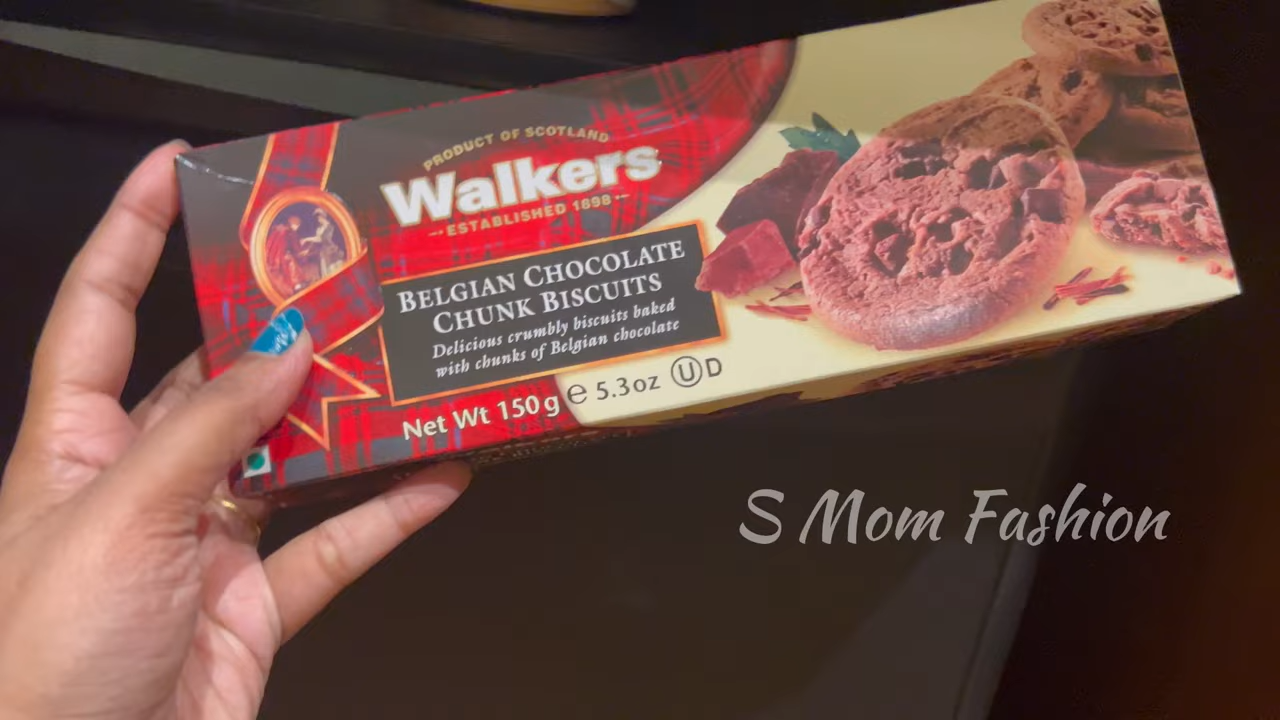 PRODUCT OF SCOTLAND
Walkers
ESTABLISHED 1898
BELGIAN CHOCOLATE
CHUNK BISCUITS
Delicious crumbly biscuits baked
with chunks of Belgian chocolate
Net Wt 150g e 5.3oz U D
S Mom Fashion